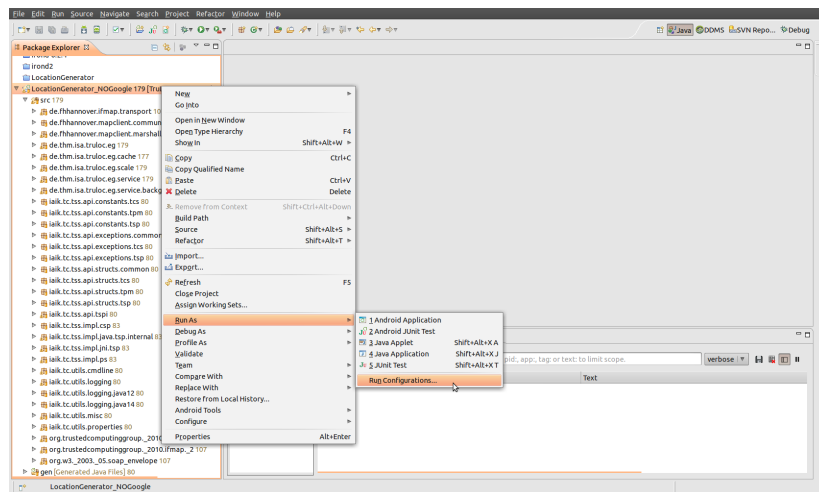 File Edit Run Source Navigate Search Project Refactor Window Help
Java DDMS SVN Repo... Debug
Package Explorer
irond2
LocationGenerator
LocationGenerator_NOGoogle 179
src 179
de.fhhannover.ifmap.transport
de.fhhannover.mapclient.commun
de.fhhannover.mapclient.marshall
de.thm.isa.truloc.eg 179
de.thm.isa.truloc.eg.cache 177
de.thm.isa.truloc.eg.scale 179
de.thm.isa.truloc.eg.service 179
de.thm.isa.truloc.eg.service.backg
iaik.tc.tss.api.constants.tcs 80
iaik.tc.tss.api.constants.tpm 80
iaik.tc.tss.api.constants.tsp 80
iaik.tc.tss.api.exceptions.common
iaik.tc.tss.api.exceptions.tcs 80
iaik.tc.tss.api.exceptions.tsp 80
iaik.tc.tss.api.structs.common 80
iaik.tc.tss.api.structs.tcs 80
iaik.tc.tss.api.structs.tpm 80
iaik.tc.tss.api.structs.tsp 80
iaik.tc.tss.api.tspi 80
iaik.tc.tss.impl.csp 83
iaik.tc.tss.impl.java.tsp.internal 83
iaik.tc.tss.impl.jni.tsp 83
iaik.tc.tss.impl.ps 83
iaik.tc.utils.cmdline 80
iaik.tc.utils.logging 80
iaik.tc.utils.logging.java12 80
iaik.tc.utils.logging.java14 80
iaik.tc.utils.misc 80
iaik.tc.utils.properties 80
org.trustedcomputinggroup._2010
org.trustedcomputinggroup._2010.ifmap._2 107
org.w3._2003._05.soap_envelope 107
gen [Generated Java Files] 80
New
Go Into
Open in New Window
Open Type Hierarchy F4
Show In Shift+Alt+W
Copy Ctrl+C
Copy Qualified Name
Paste Ctrl+V
Delete Delete
Remove from Context Shift+Ctrl+Alt+Down
Build Path
Source Shift+Alt+S
Refactor Shift+Alt+T
Import...
Export...
Refresh F5
Close Project
Assign Working Sets...
Run As
Debug As
Profile As
Validate
Team
Compare With
Replace With
Restore from Local History...
Android Tools
Configure
Properties Alt+Enter
1 Android Application
2 Android JUnit Test
3 Java Applet Shift+Alt+X A
4 Java Application Shift+Alt+X J
5 JUnit Test Shift+Alt+X T
Run Configurations...
pid:, app:, tag: or text: to limit scope. verbose
Text
LocationGenerator_NOGoogle